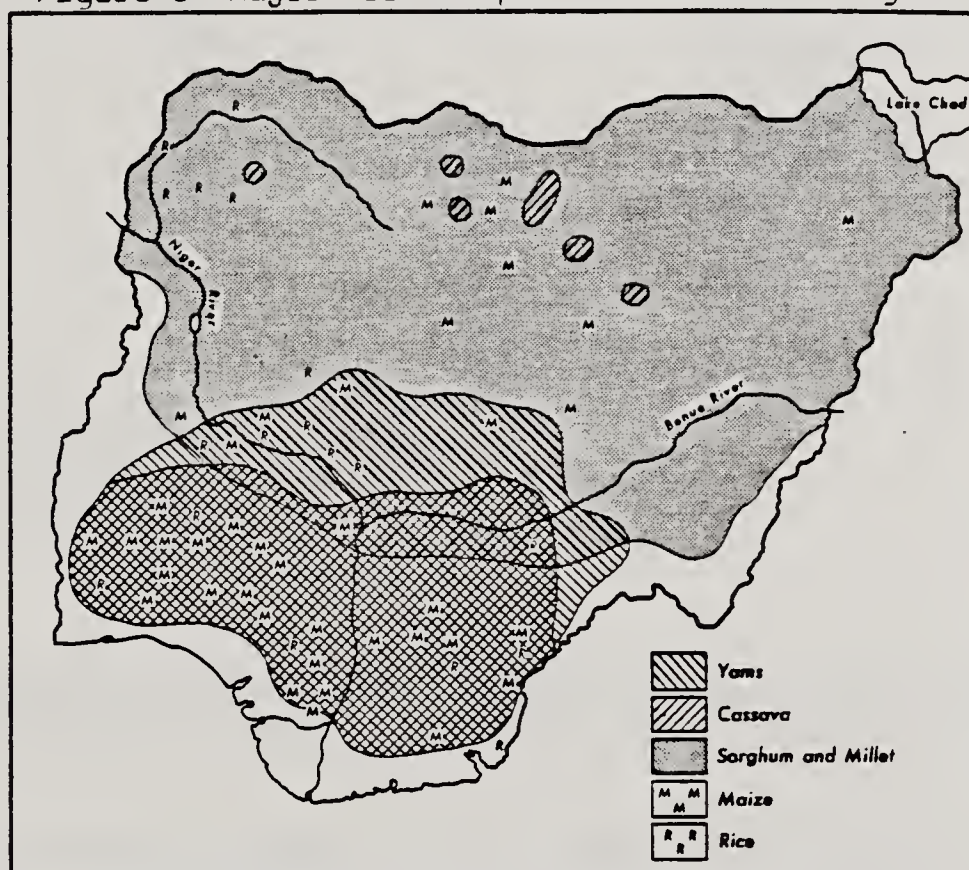 Lake Chad
Niger
River
Benue River
Yams
Cassava
Sorghum and Millet
M M
M
Maize
R R
R
Rice